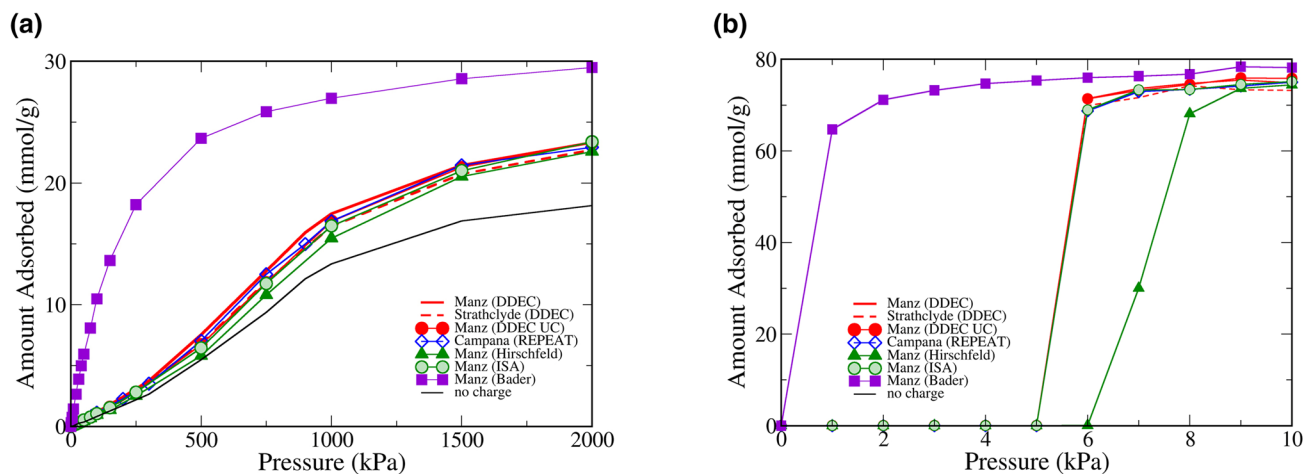 (a)
30
20
10
0
Amount Adsorbed (mmol/g)
0
500
1000
1500
2000
Pressure (kPa)
Manz (DDEC)
Strathclyde (DDEC)
Manz (DDEC UC)
Campana (REPEAT)
Manz (Hirschfeld)
Manz (ISA)
Manz (Bader)
no charge
(b)
80
60
40
20
0
Amount Adsorbed (mmol/g)
0
2
4
6
8
10
Pressure (kPa)
Manz (DDEC)
Strathclyde (DDEC)
Manz (DDEC UC)
Campana (REPEAT)
Manz (Hirschfeld)
Manz (ISA)
Manz (Bader)
no charge